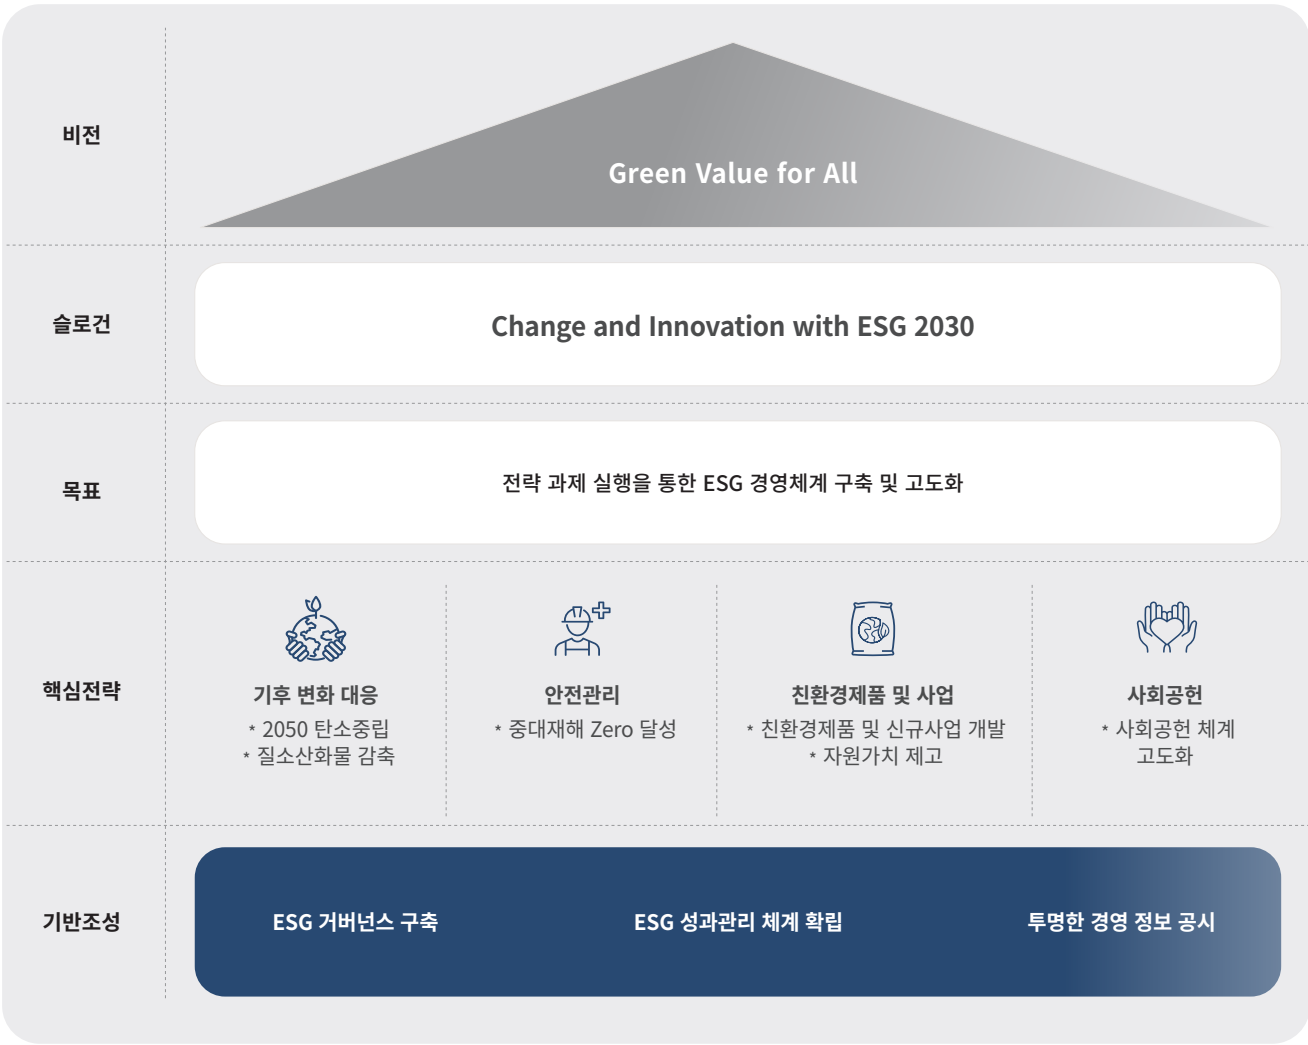 비전
Green Value for All
슬로건
Change and Innovation with ESG 2030
목표
전략 과제 실행을 통한 ESG 경영체계 구축 및 고도화
핵심전략
기후 변화 대응
* 2050 탄소중립
* 질소산화물 감축
안전관리
* 중대재해 Zero 달성
친환경제품 및 사업
* 친환경제품 및 신규사업 개발
* 자원가치 제고
사회공헌
* 사회공헌 체계
고도화
기반조성
ESG 거버넌스 구축
ESG 성과관리 체계 확립
투명한 경영 정보 공시